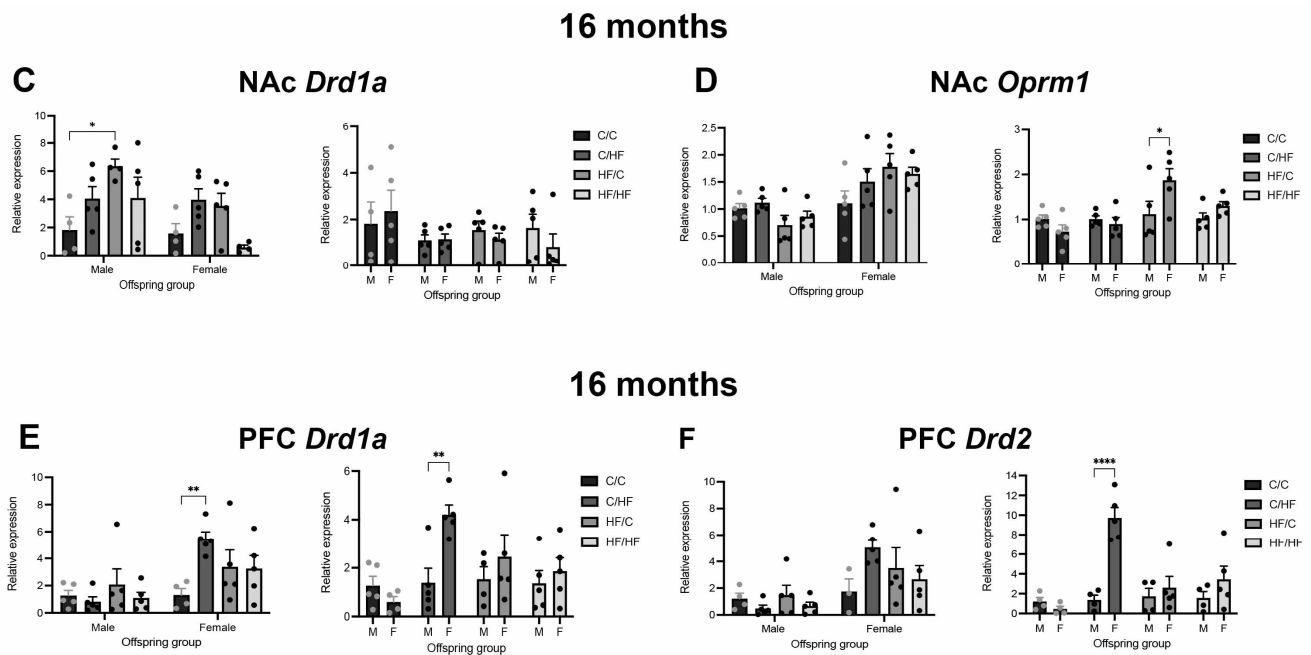 16 months
C
NAc Drd1a
Relative expression
10
8
6
4
2
0
*
Male
Female
Offspring group
Relative expression
6
4
2
0
M F M F M F M F
Offspring group
C/C
C/HF
HF/C
HF/HF
D
NAc Oprm1
Relative expression
2.5
2.0
1.5
1.0
0.5
0.0
Male
Female
Offspring group
Relative expression
3
2
1
0
*
M F M F M F M F
Offspring group
C/C
C/HF
HF/C
HF/HF
16 months
E
PFC Drd1a
Relative expression
10
8
6
4
2
0
**
Male
Female
Offspring group
Relative expression
6
4
2
0
**
M F M F M F M F
Offspring group
C/C
C/HF
HF/C
HF/HF
F
PFC Drd2
Relative expression
10
8
6
4
2
0
Male
Female
Offspring group
Relative expression
14
12
10
8
6
4
2
0
****
M F M F M F M F
Offspring group
C/C
C/HF
HF/C